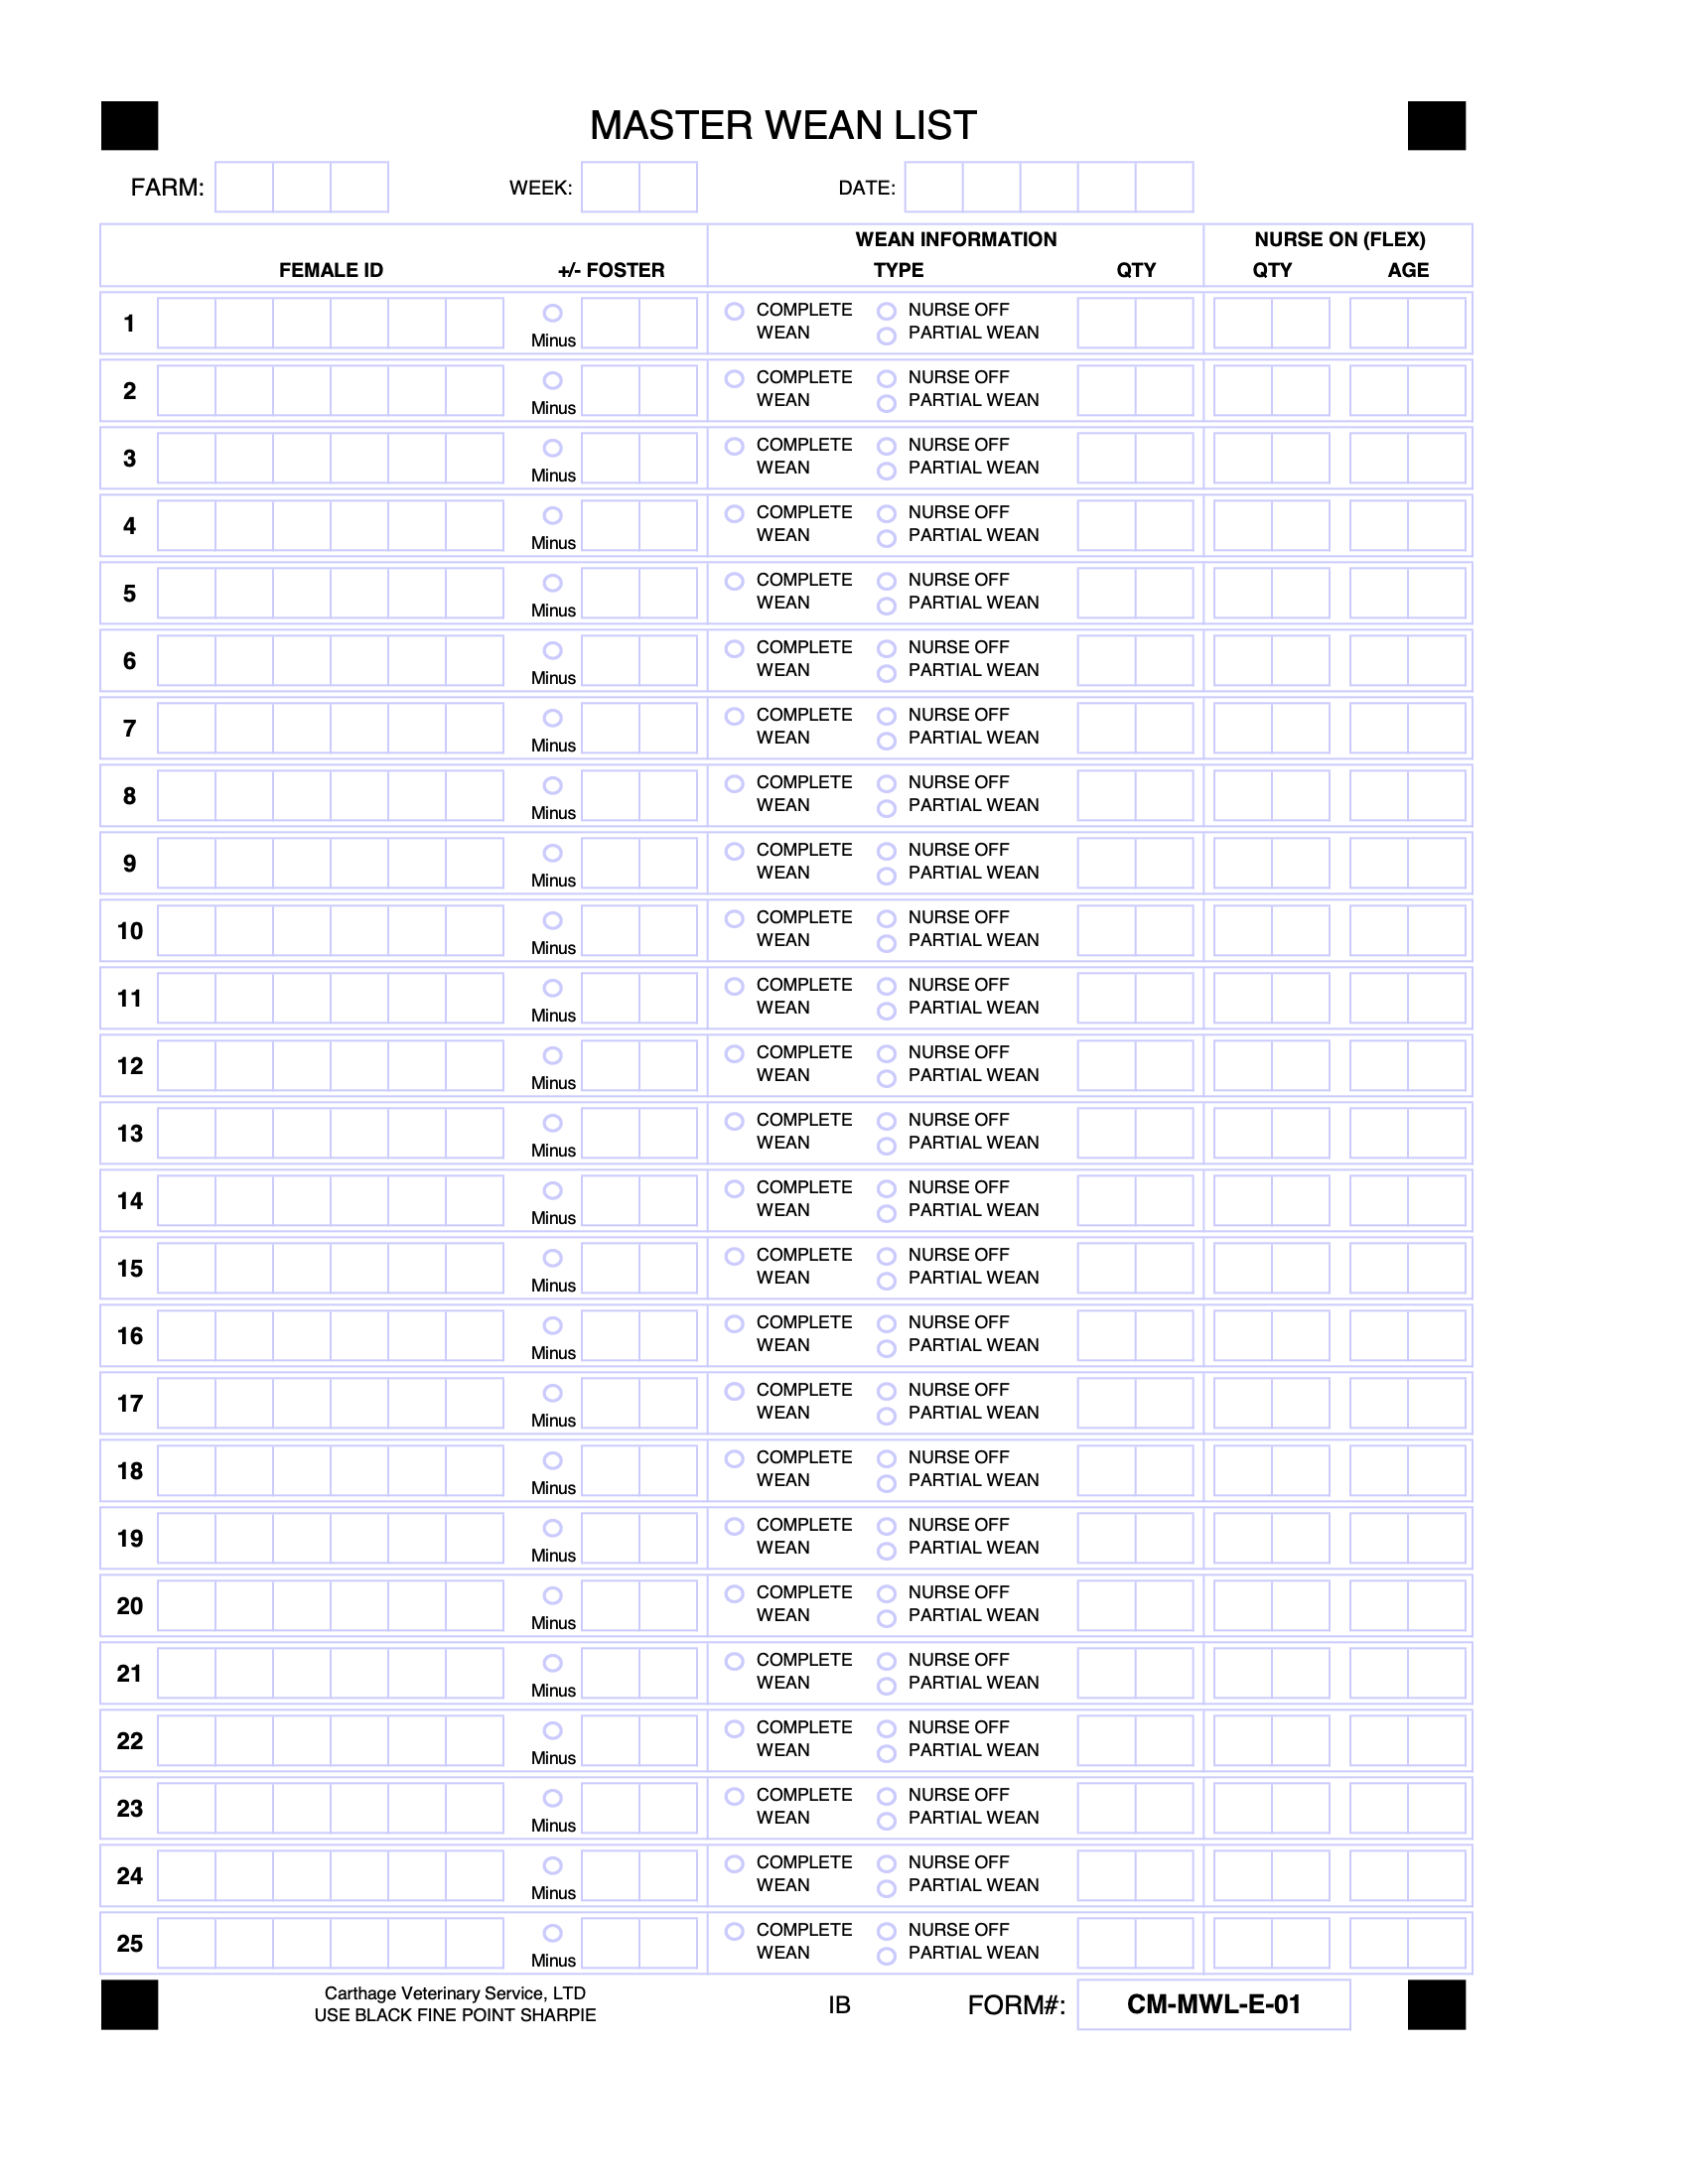 MASTER WEAN LIST
FARM: WEEK: DATE:
WEAN INFORMATION NURSE ON (FLEX)
FEMALE ID +/- FOSTER TYPE QTY QTY AGE
1 Minus COMPLETE WEAN NURSE OFF PARTIAL WEAN
2 Minus COMPLETE WEAN NURSE OFF PARTIAL WEAN
3 Minus COMPLETE WEAN NURSE OFF PARTIAL WEAN
4 Minus COMPLETE WEAN NURSE OFF PARTIAL WEAN
5 Minus COMPLETE WEAN NURSE OFF PARTIAL WEAN
6 Minus COMPLETE WEAN NURSE OFF PARTIAL WEAN
7 Minus COMPLETE WEAN NURSE OFF PARTIAL WEAN
8 Minus COMPLETE WEAN NURSE OFF PARTIAL WEAN
9 Minus COMPLETE WEAN NURSE OFF PARTIAL WEAN
10 Minus COMPLETE WEAN NURSE OFF PARTIAL WEAN
11 Minus COMPLETE WEAN NURSE OFF PARTIAL WEAN
12 Minus COMPLETE WEAN NURSE OFF PARTIAL WEAN
13 Minus COMPLETE WEAN NURSE OFF PARTIAL WEAN
14 Minus COMPLETE WEAN NURSE OFF PARTIAL WEAN
15 Minus COMPLETE WEAN NURSE OFF PARTIAL WEAN
16 Minus COMPLETE WEAN NURSE OFF PARTIAL WEAN
17 Minus COMPLETE WEAN NURSE OFF PARTIAL WEAN
18 Minus COMPLETE WEAN NURSE OFF PARTIAL WEAN
19 Minus COMPLETE WEAN NURSE OFF PARTIAL WEAN
20 Minus COMPLETE WEAN NURSE OFF PARTIAL WEAN
21 Minus COMPLETE WEAN NURSE OFF PARTIAL WEAN
22 Minus COMPLETE WEAN NURSE OFF PARTIAL WEAN
23 Minus COMPLETE WEAN NURSE OFF PARTIAL WEAN
24 Minus COMPLETE WEAN NURSE OFF PARTIAL WEAN
25 Minus COMPLETE WEAN NURSE OFF PARTIAL WEAN
Carthage Veterinary Service, LTD
USE BLACK FINE POINT SHARPIE
IB FORM#: CM-MWL-E-01